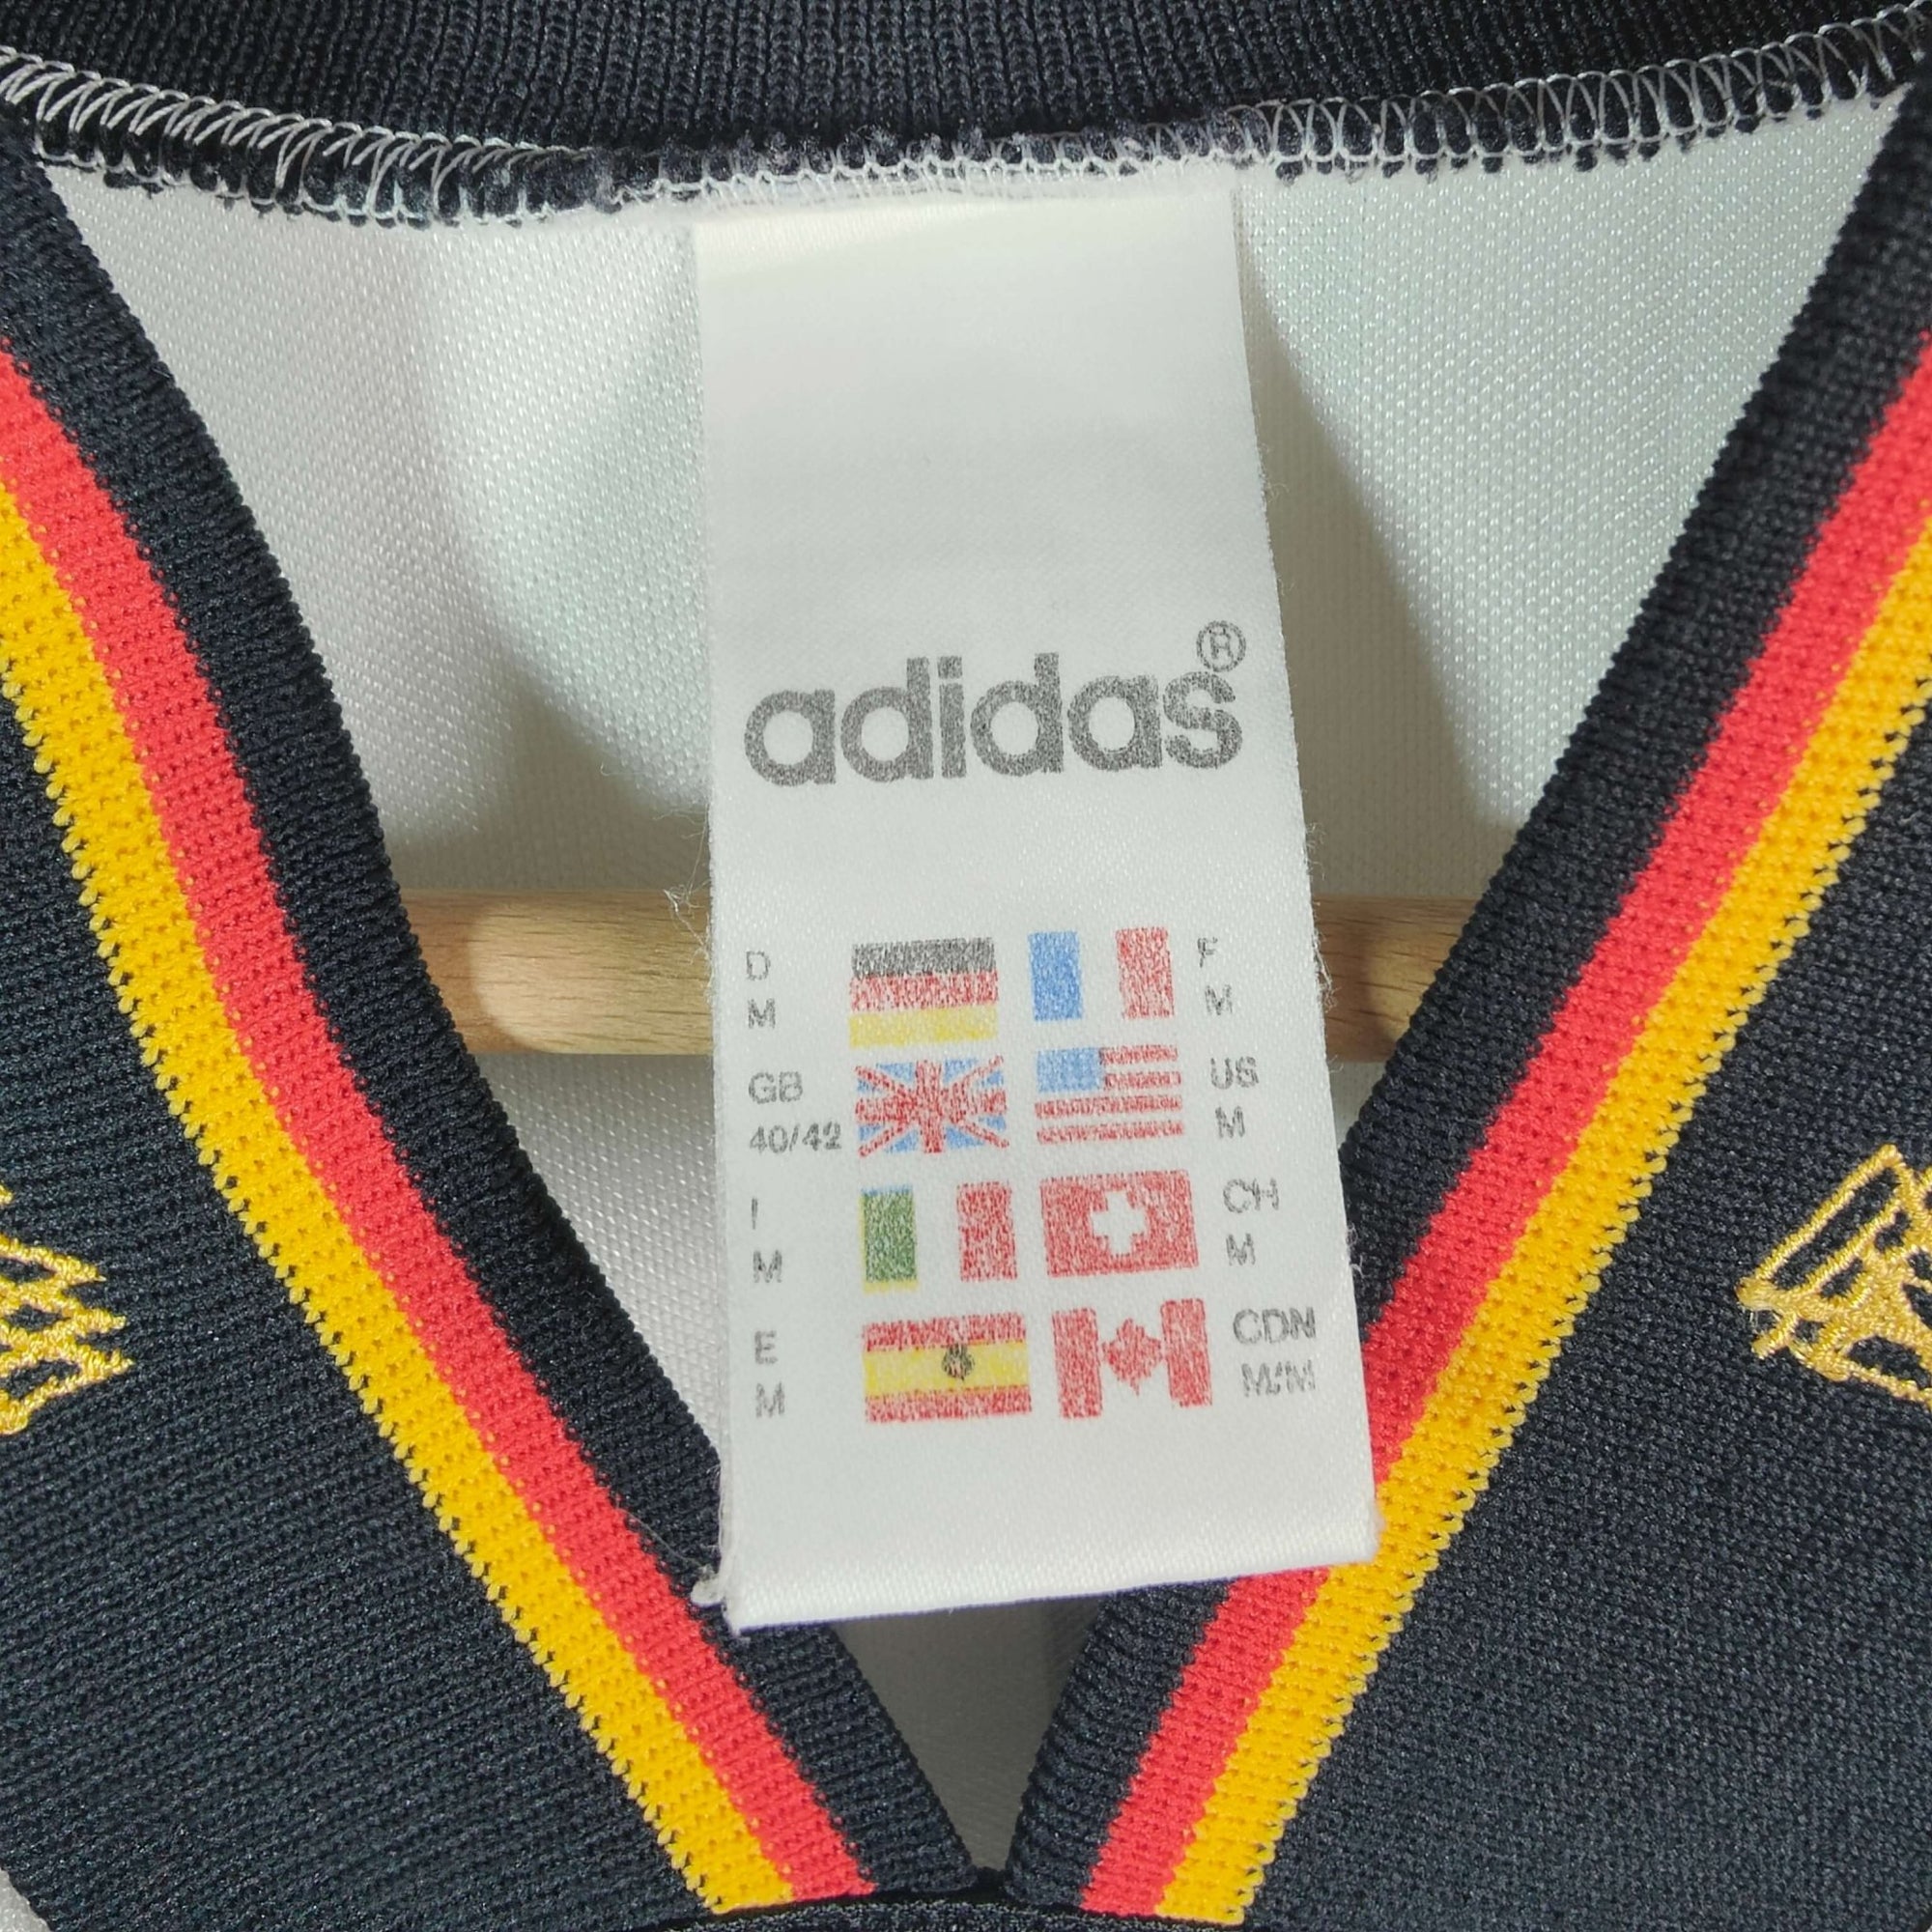 adidas®
D F
M M
GB US
40/42 M
I CH
M M
E CDN
M M/M